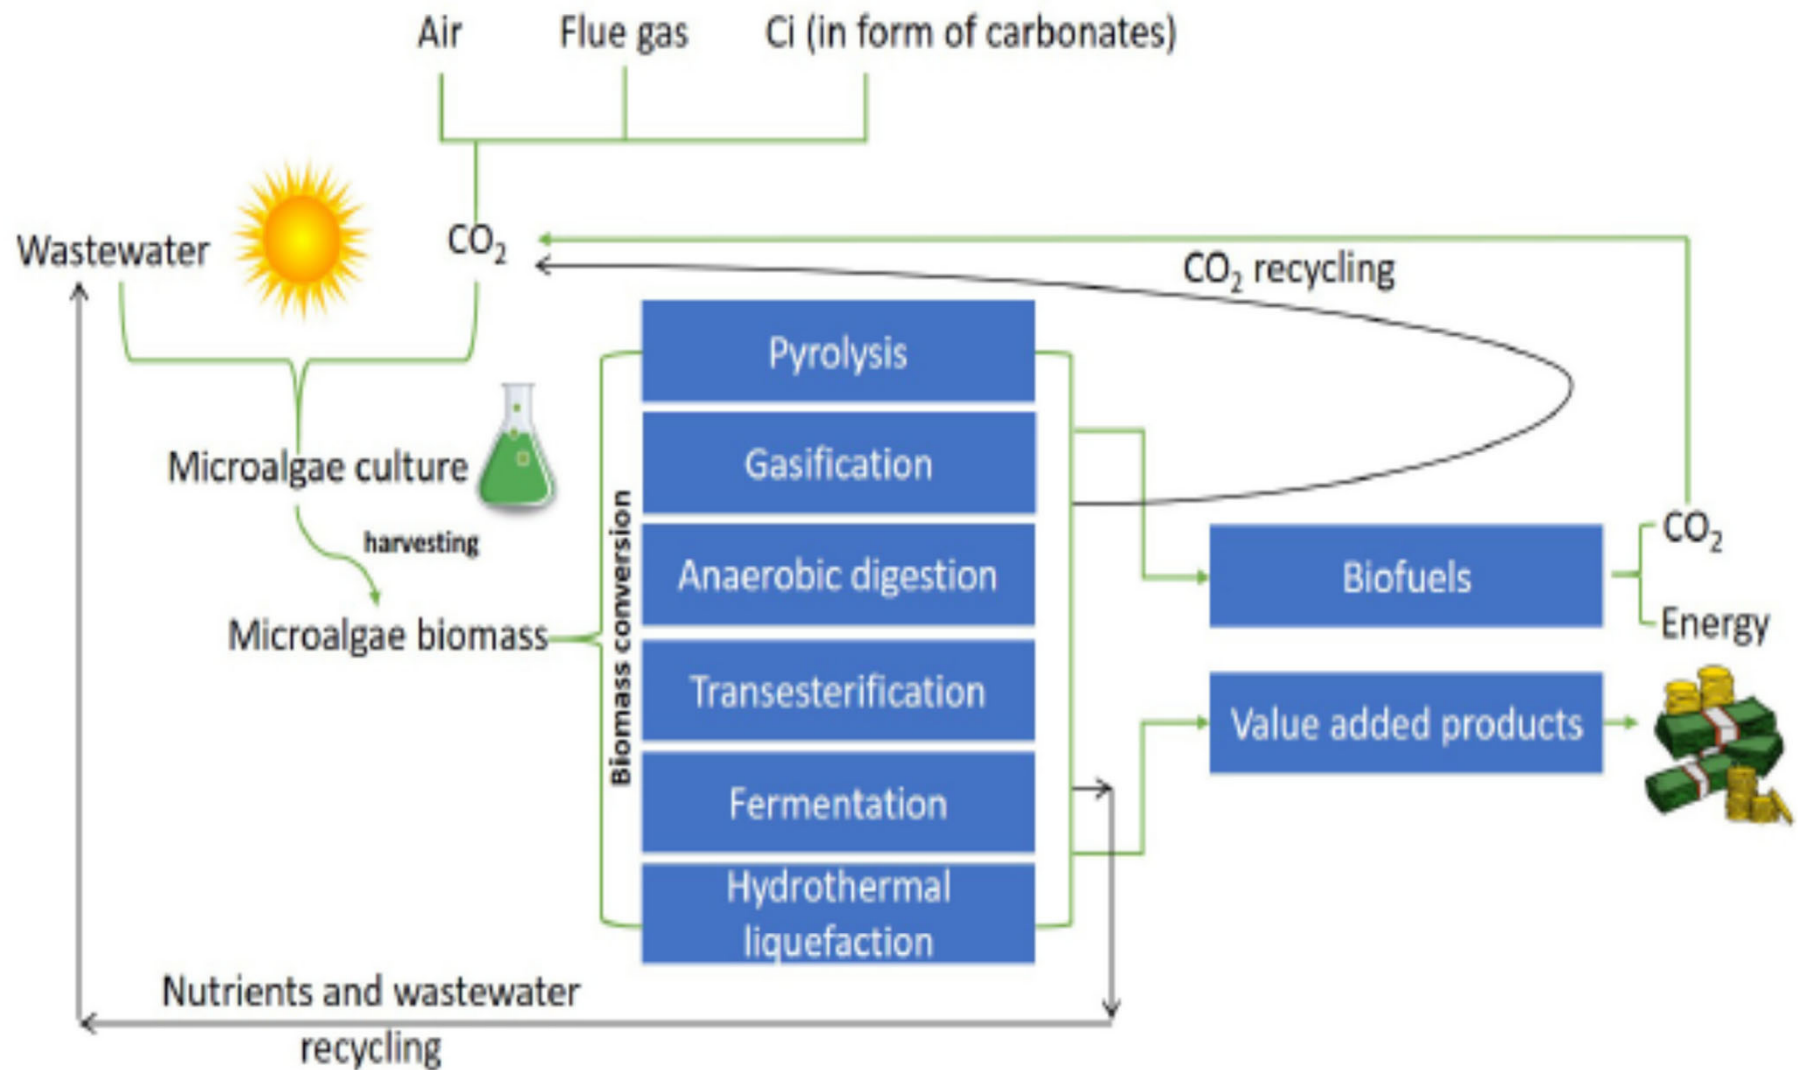 Air
Flue gas
Ci (in form of carbonates)
Wastewater
CO₂
CO₂ recycling
Pyrolysis
Gasification
Microalgae culture
harvesting
Microalgae biomass
Biomass conversion
Anaerobic digestion
Transesterification
Fermentation
Hydrothermal
liquefaction
Biofuels
CO₂
Energy
Value added products
Nutrients and wastewater
recycling